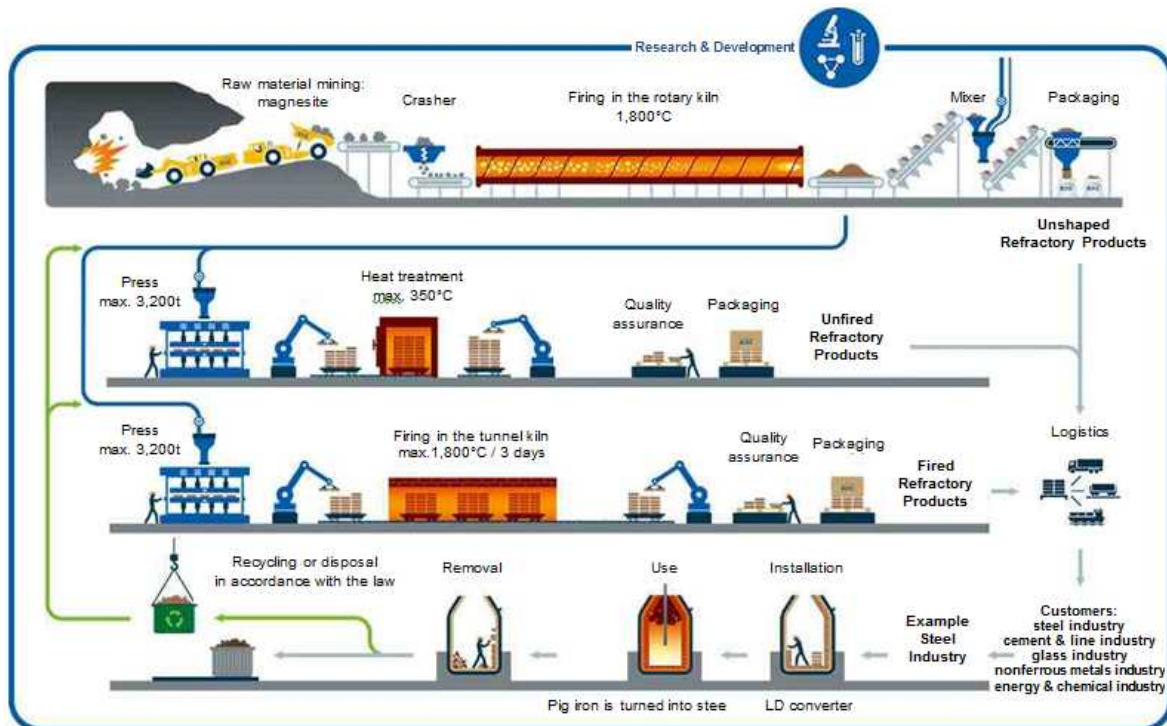 Research & Development
Raw material mining:
magnesite
Crasher
Firing in the rotary kiln
1,800°C
Mixer
Packaging
Unshaped
Refractory Products
Press
max. 3,200t
Heat treatment
max. 350°C
Quality
assurance
Packaging
Unfired
Refractory
Products
Press
max. 3,200t
Firing in the tunnel kiln
max.1,800°C / 3 days
Quality
assurance
Packaging
Fired
Refractory
Products
Logistics
Recycling or disposal
in accordance with the law
Removal
Use
Installation
Example
Steel
Industry
Customers:
steel industry
cement & line industry
glass industry
nonferrous metals industry
energy & chemical industry
Pig iron is turned into stee
LD converter